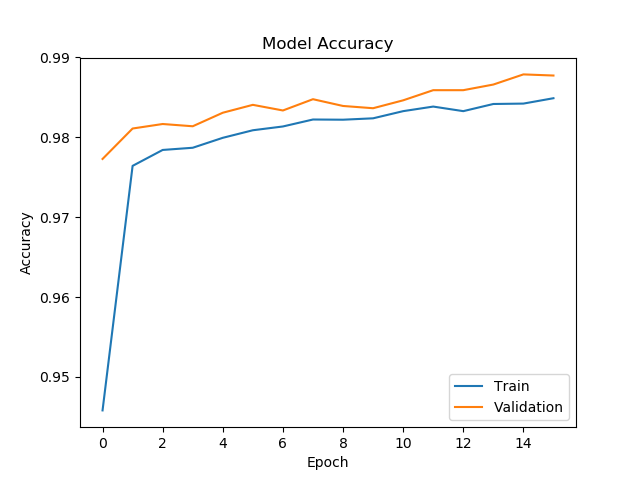 Model Accuracy
0.99
0.98
0.97
0.96
0.95
Accuracy
Train
Validation
0 2 4 6 8 10 12 14
Epoch